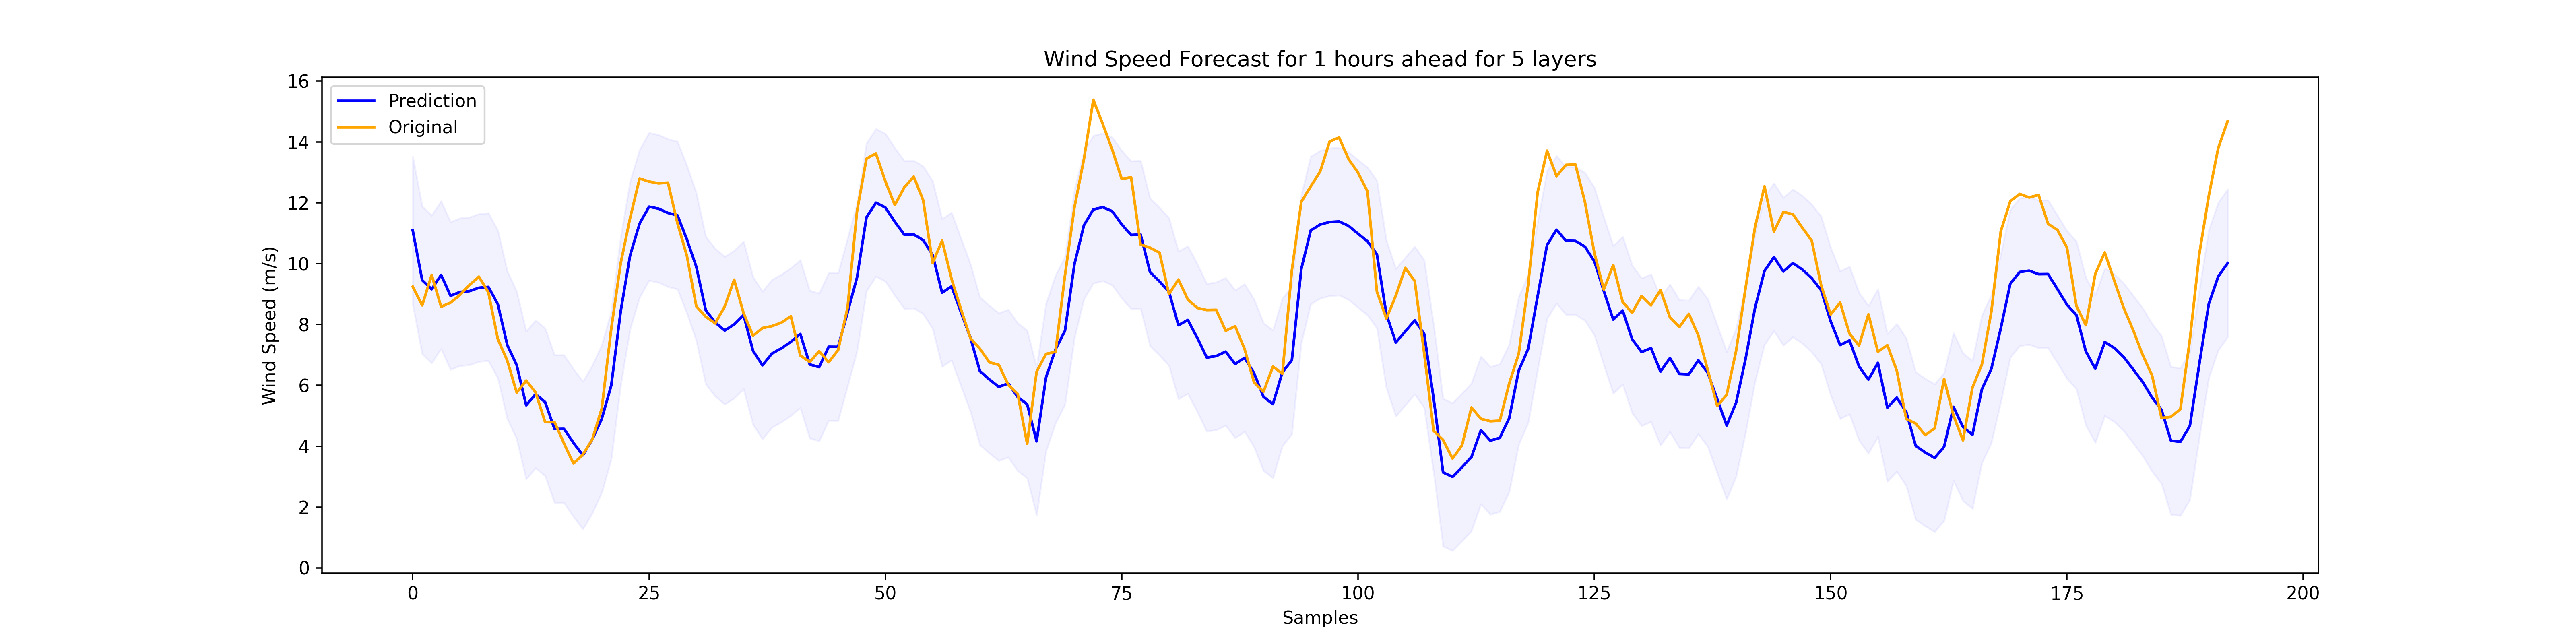 Wind Speed Forecast for 1 hours ahead for 5 layers
Prediction
Original
Wind Speed (m/s)
16
14
12
10
8
6
4
2
0
0 25 50 75 100 125 150 175 200
Samples